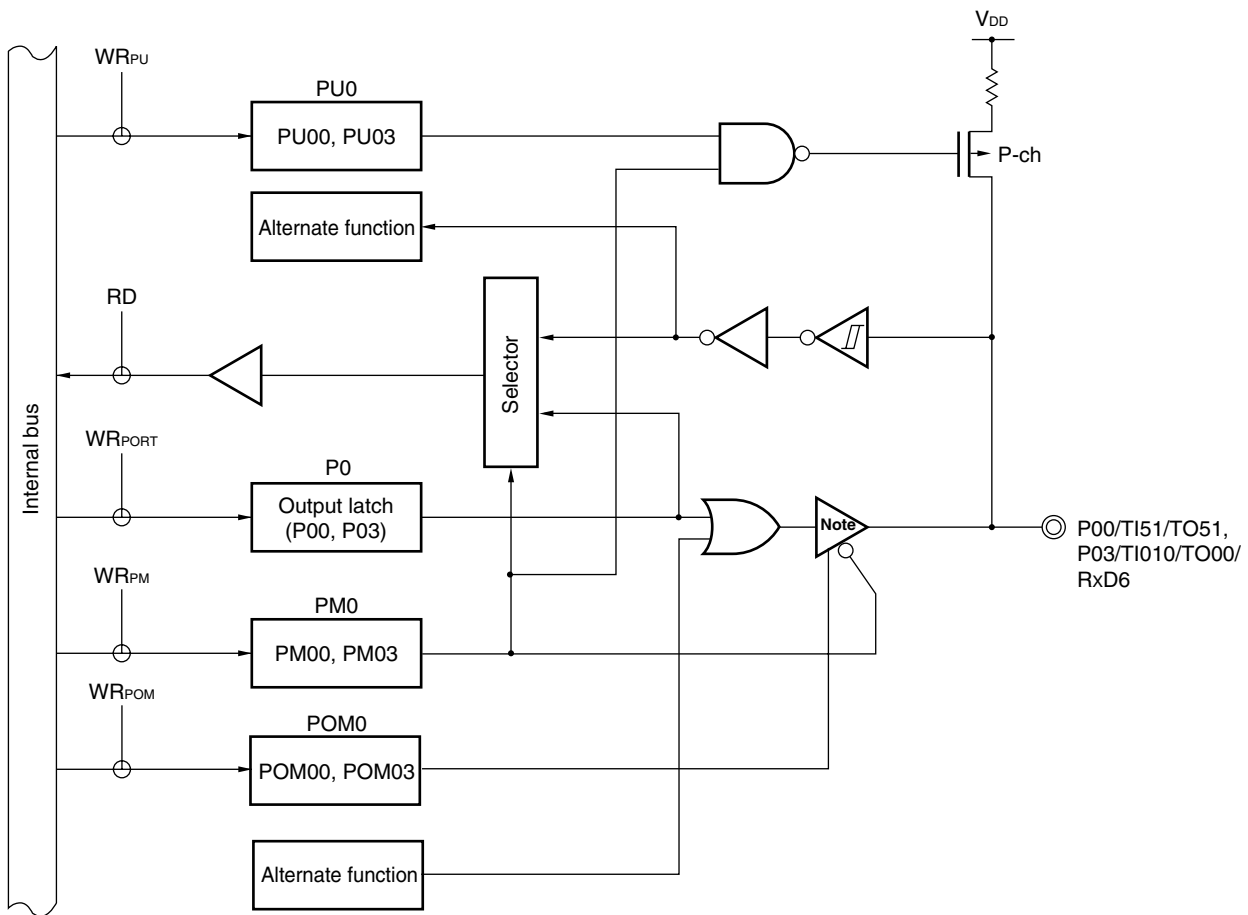 VDD
WRPU
PU0
PU00, PU03
P-ch
Alternate function
RD
Selector
Internal bus
WRPORT
P0
Output latch
(P00, P03)
Note
P00/TI51/TO51,
P03/TI010/TO00/
RxD6
WRPM
PM0
PM00, PM03
WRPOM
POM0
POM00, POM03
Alternate function